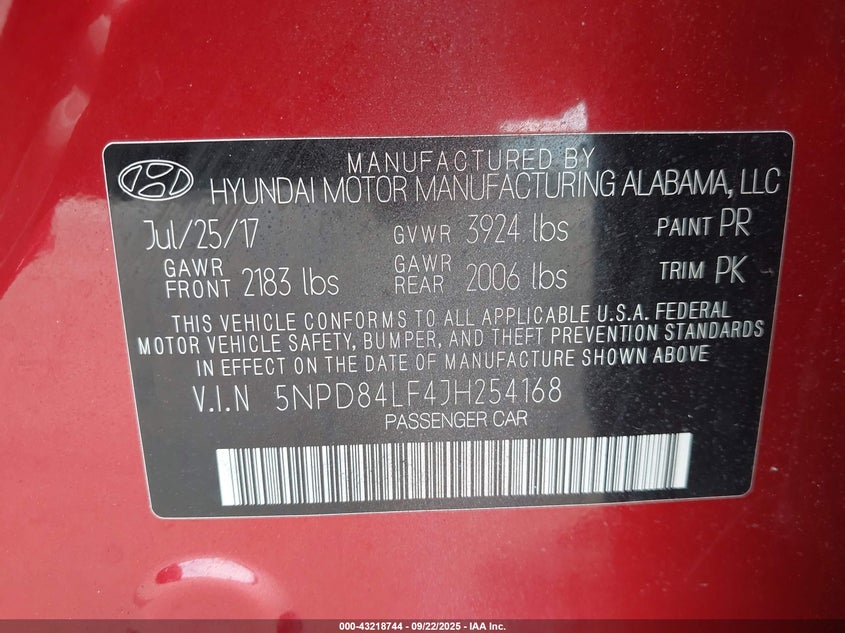 MANUFACTURED BY
HYUNDAI MOTOR MANUFACTURING ALABAMA, LLC
Jul/25/17 GVWR 3924 lbs PAINT PR
GAWR FRONT 2183 lbs GAWR REAR 2006 lbs TRIM PK
THIS VEHICLE CONFORMS TO ALL APPLICABLE U.S.A. FEDERAL
MOTOR VEHICLE SAFETY, BUMPER, AND THEFT PREVENTION STANDARDS
IN EFFECT ON THE DATE OF MANUFACTURE SHOWN ABOVE
V.I.N 5NPD84LF4JH254168
PASSENGER CAR
000-43218744 - 09/22/2025 - IAA Inc.